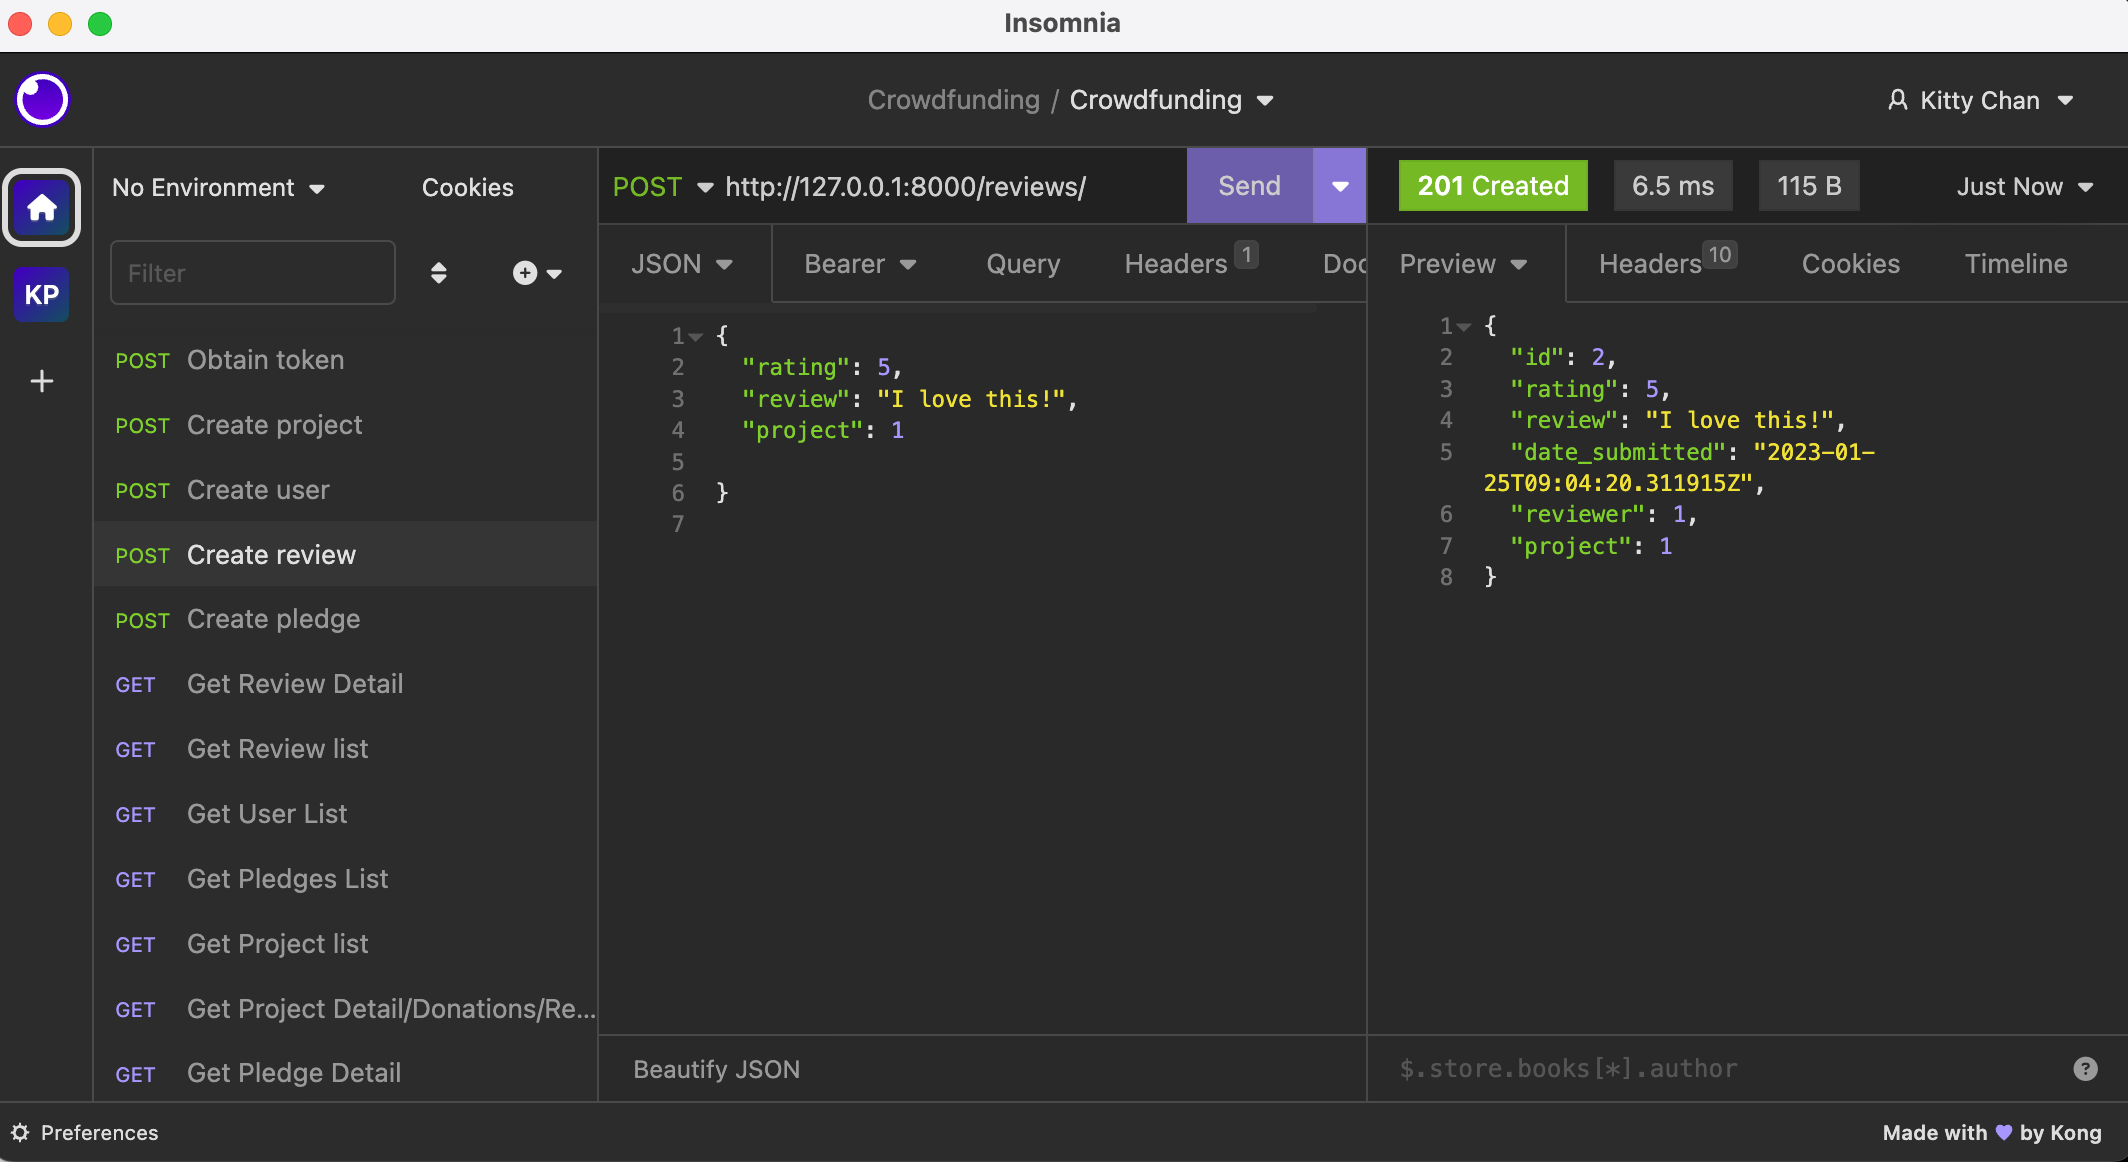 Insomnia
Crowdfunding / Crowdfunding
Kitty Chan
KP
No Environment
Cookies
Filter
POST Obtain token
POST Create project
POST Create user
POST Create review
POST Create pledge
GET Get Review Detail
GET Get Review list
GET Get User List
GET Get Pledges List
GET Get Project list
GET Get Project Detail/Donations/Re...
GET Get Pledge Detail
POST http://127.0.0.1:8000/reviews/
Send
JSON Bearer Query Headers 1 Doc
1 {
2 "rating": 5,
3 "review": "I love this!",
4 "project": 1
5
6 }
7
Beautify JSON
201 Created 6.5 ms 115 B Just Now
Preview Headers 10 Cookies Timeline
1 {
2 "id": 2,
3 "rating": 5,
4 "review": "I love this!",
5 "date_submitted": "2023-01-
25T09:04:20.311915Z",
6 "reviewer": 1,
7 "project": 1
8 }
$.store.books[*].author
?
Preferences
Made with 💜 by Kong